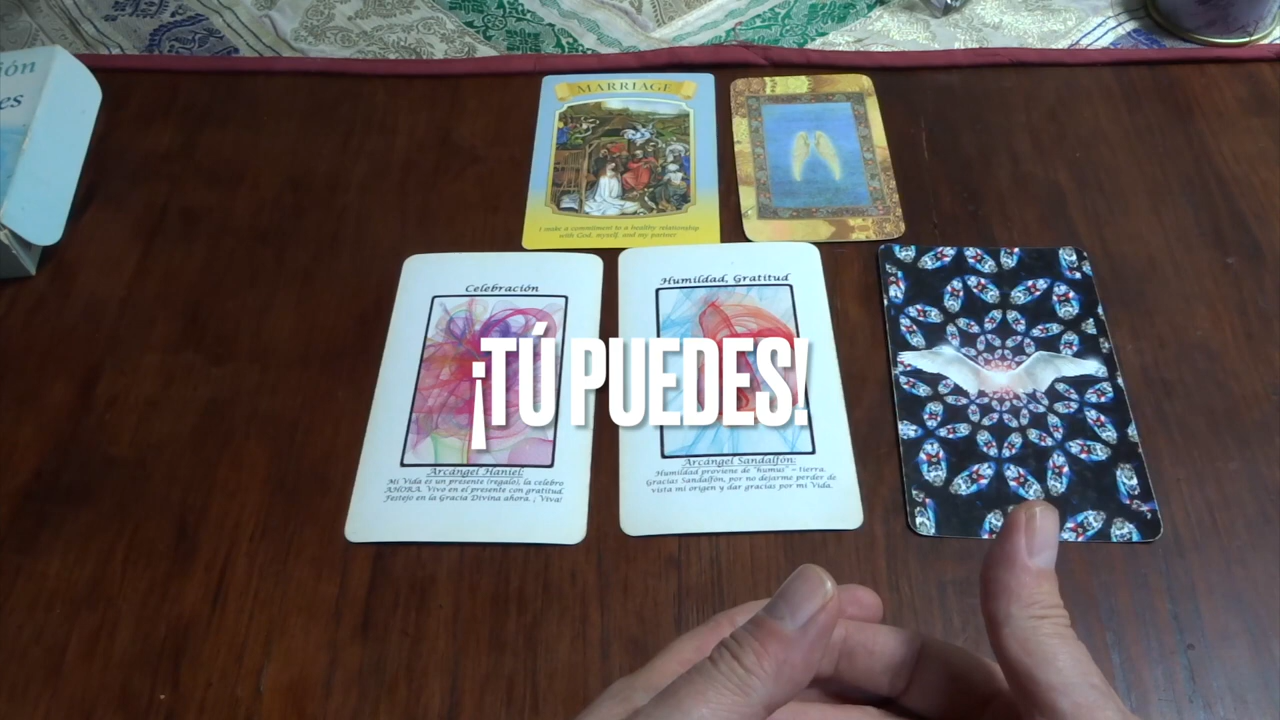 ión
es
MARRIAGE
I make a commitment to a healthy relationship
with God, myself, and my partner
Celebración
Humildad, Gratitud
¡TÚ PUEDES!
Arcángel Haniel:
Mi Vida es un presente (regalo), la celebro
AHORA. Vivo en el presente con gratitud.
Festejo en la Gracia Divina ahora. ¡Viva!
Arcángel Sandalfón:
Humildad proviene de "humus" = tierra.
Gracias Sandalfón, por no dejarme perder de
vista mi origen y dar gracias por mi Vida.